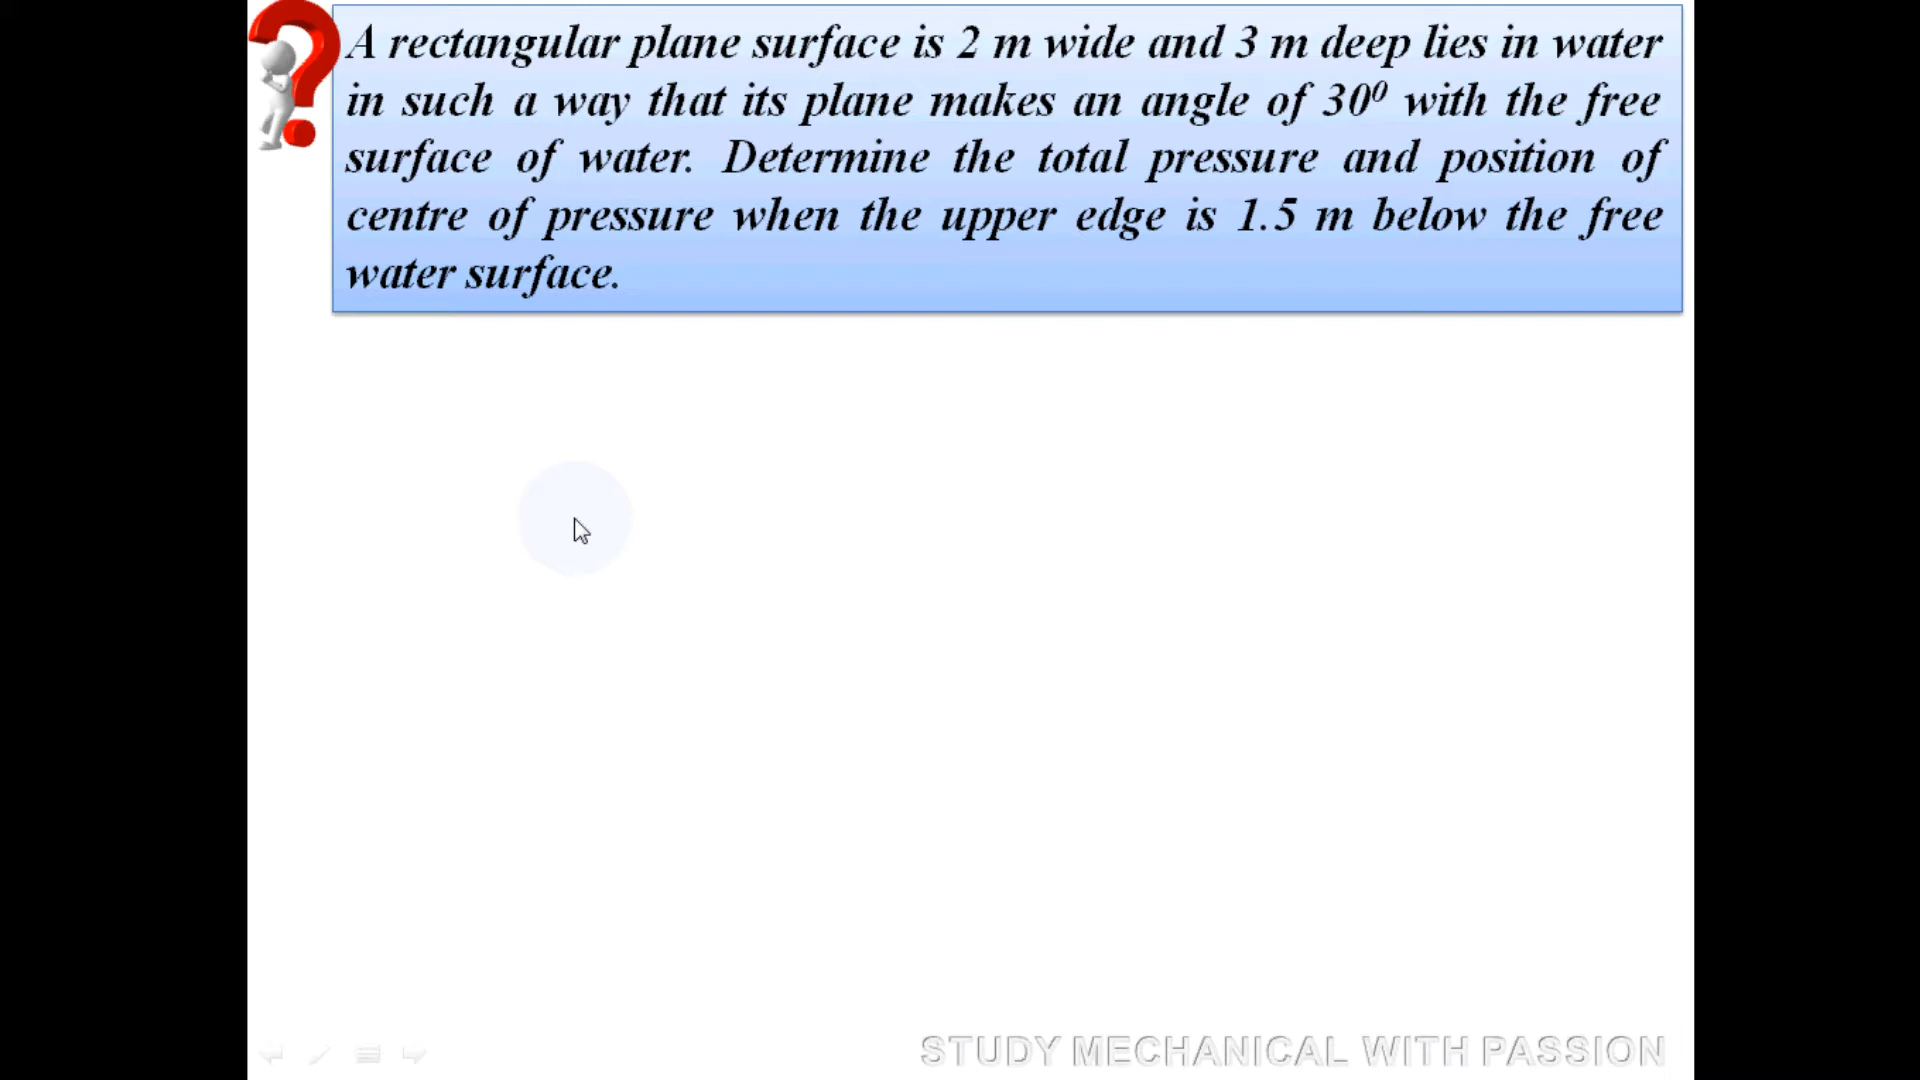 A rectangular plane surface is 2 m wide and 3 m deep lies in water
in such a way that its plane makes an angle of 30⁰ with the free
surface of water. Determine the total pressure and position of
centre of pressure when the upper edge is 1.5 m below the free
water surface.
STUDY MECHANICAL WITH PASSION